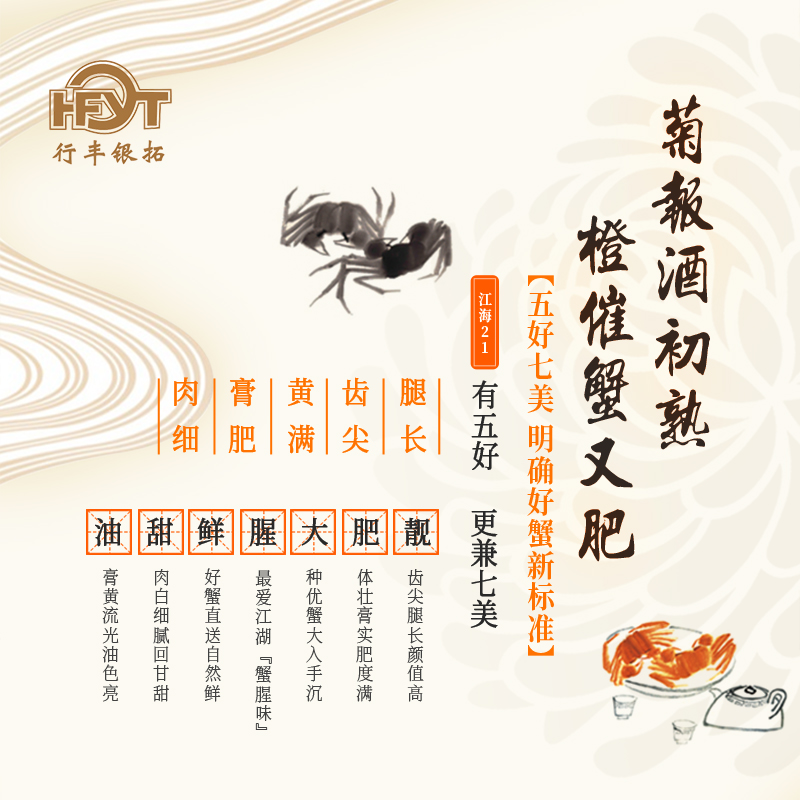 HFYT
行丰银拓
菊報酒初熟
橙催蟹又肥
【五好七美 明确好蟹新标准】
江海21
有五好 更兼七美
腿长
齿尖
黄满
膏肥
肉细
靓
齿尖腿长颜值高
肥
体壮膏实肥度满
大
种优蟹大入手沉
腥
最爱江湖『蟹腥味』
鲜
好蟹直送自然鲜
甜
肉白细腻回甘甜
油
膏黄流光油色亮